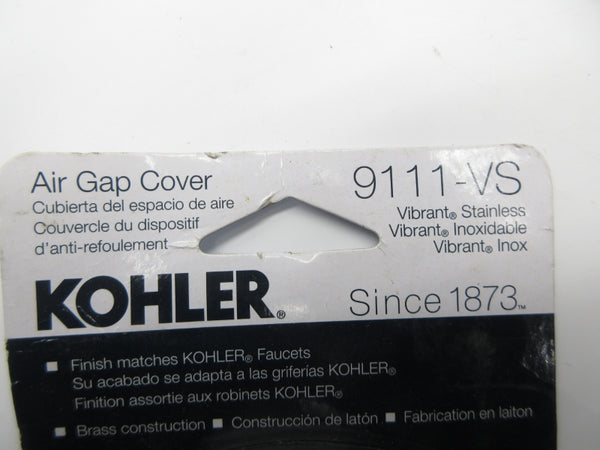 Air Gap Cover
Cubierta del espacio de aire
Couvercle du dispositif
d'anti-refoulement
9111-VS
Vibrant® Stainless
Vibrant® Inoxidable
Vibrant® Inox
KOHLER®
Since 1873™
■ Finish matches KOHLER® Faucets
Su acabado se adapta a las griferías KOHLER®
Finition assortie aux robinets KOHLER®
■ Brass construction ■ Construcción de latón ■ Fabrication en laiton